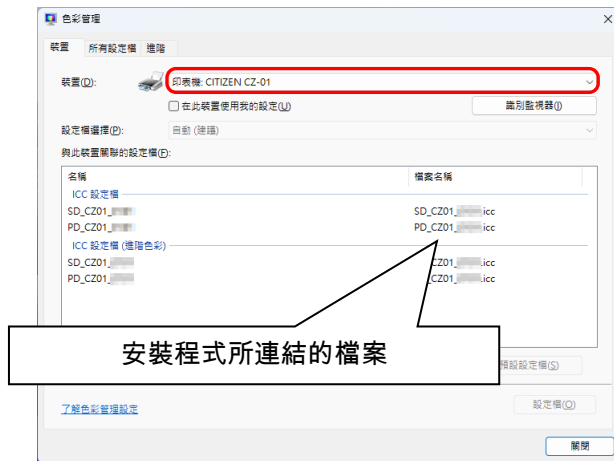 色彩管理
裝置 所有設定檔 進階
裝置(D): 印表機: CITIZEN CZ-01
在此裝置使用我的設定(U) 識別監視器(I)
設定檔選擇(P): 自動 (建議)
與此裝置關聯的設定檔(F):
名稱 檔案名稱
ICC 設定檔
SD_CZ01_ SD_CZ01_ .icc
PD_CZ01_ PD_CZ01_ .icc
ICC 設定檔 (進階色彩)
SD_CZ01_ CZ01_ .icc
PD_CZ01_ CZ01_ .icc
安裝程式所連結的檔案
預設設定檔(S)
了解色彩管理設定 設定檔(O)
關閉